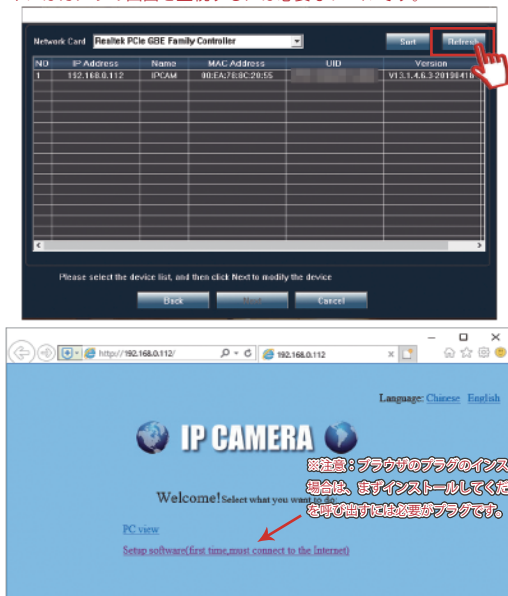 Network Card Realtek PCIe GBE Family Controller Sort Refresh
NO IP Address Name MAC Address UID Version
1 192.168.0.112 IPCAM 00:EA:78:8C:20:55 V13.1.4.6.3-20190410
Please select the device list, and then click Next to modify the device
Back Next Cancel
http://192.168.0.112/ 192.168.0.112
Language: Chinese English
IP CAMERA
※注意：ブラウザのプラグのインス
場合は、まずインストールしてくだ
Welcome! Select what you want to do:
を呼び出すには必要がプラグです。
PC view
Setup software(first time,must connect to the Internet)